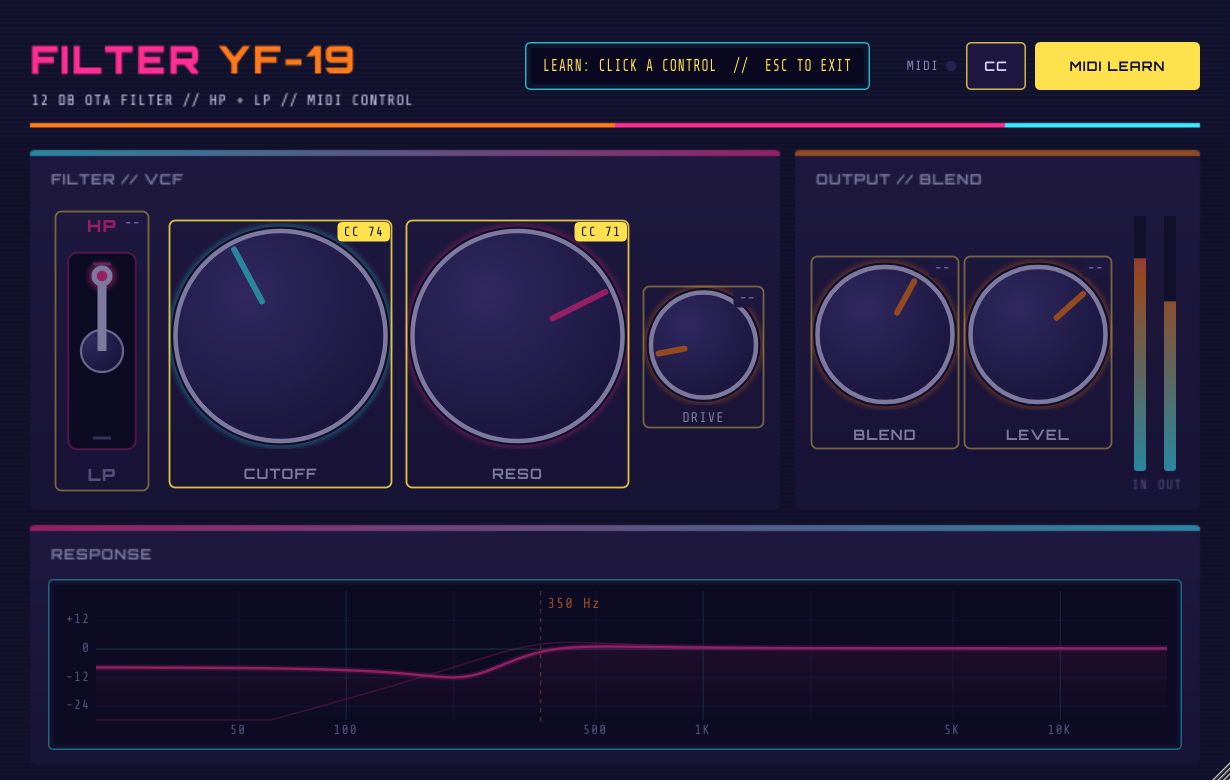 FILTER YF-19
12 DB OTA FILTER // HP + LP // MIDI CONTROL
LEARN: CLICK A CONTROL // ESC TO EXIT
MIDI
CC
MIDI LEARN
FILTER // VCF
HP --
LP
CC 74
CUTOFF
CC 71
RESO
--
DRIVE
OUTPUT // BLEND
--
BLEND
--
LEVEL
IN OUT
RESPONSE
350 Hz
+12
0
-12
-24
50 100 500 1K 5K 10K